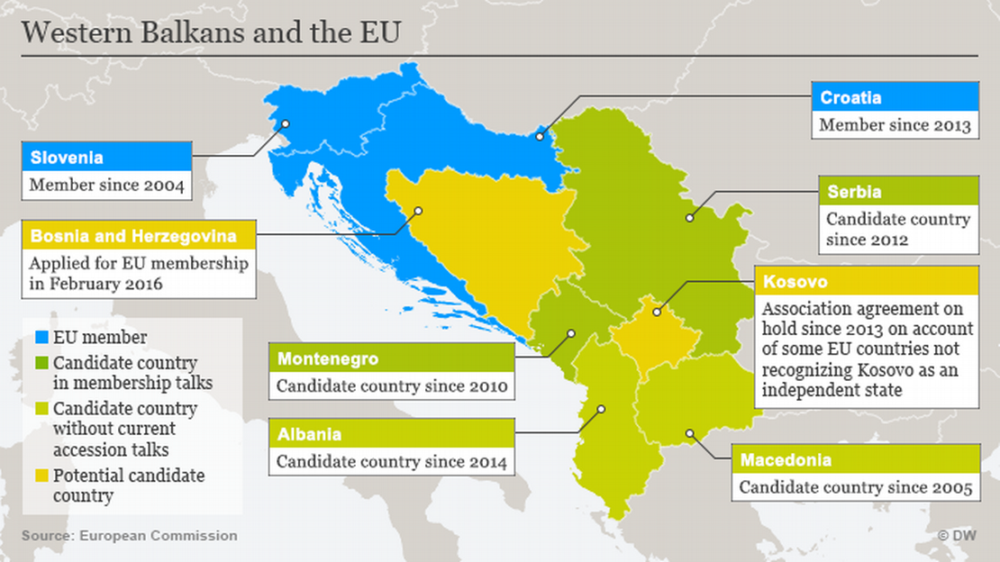 Western Balkans and the EU
Croatia
Member since 2013
Slovenia
Member since 2004
Serbia
Candidate country
since 2012
Bosnia and Herzegovina
Applied for EU membership
in February 2016
Kosovo
Association agreement on
hold since 2013 on account
of some EU countries not
recognizing Kosovo as an
independent state
EU member
Candidate country
in membership talks
Candidate country
without current
accession talks
Potential candidate
country
Montenegro
Candidate country since 2010
Albania
Candidate country since 2014
Macedonia
Candidate country since 2005
Source: European Commission
© DW